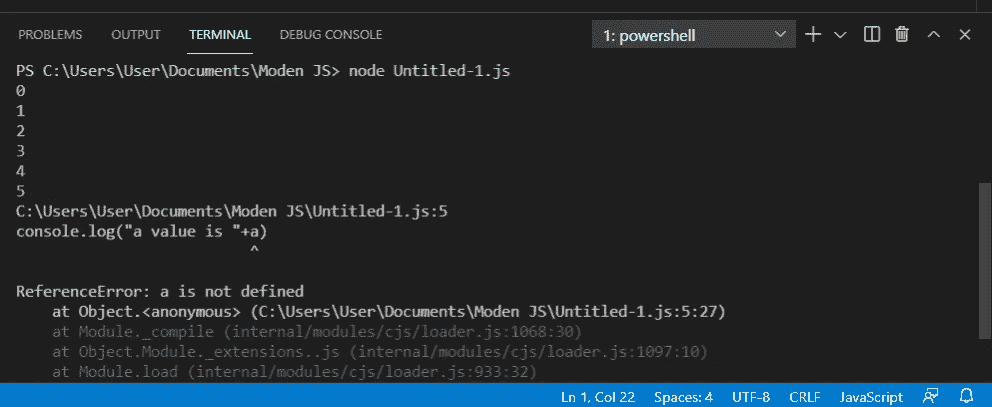 PROBLEMS OUTPUT TERMINAL DEBUG CONSOLE 1: powershell
PS C:\Users\User\Documents\Moden JS> node Untitled-1.js
0
1
2
3
4
5
C:\Users\User\Documents\Moden JS\Untitled-1.js:5
console.log("a value is "+a)
^
ReferenceError: a is not defined
at Object.<anonymous> (C:\Users\User\Documents\Moden JS\Untitled-1.js:5:27)
at Module._compile (internal/modules/cjs/loader.js:1068:30)
at Object.Module._extensions..js (internal/modules/cjs/loader.js:1097:10)
at Module.load (internal/modules/cjs/loader.js:933:32)
Ln 1, Col 22 Spaces: 4 UTF-8 CRLF JavaScript